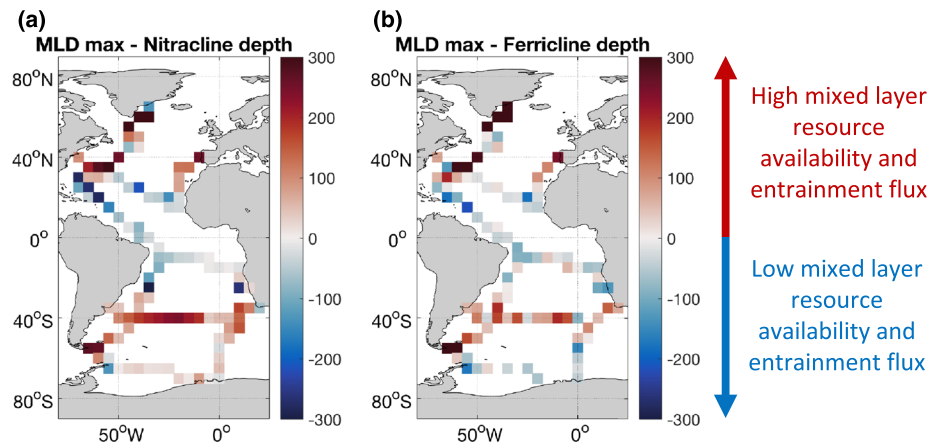 (a)
MLD max - Nitracline depth
80°N
40°N
0°
40°S
80°S
50°W
0°
300
200
100
0
-100
-200
-300
(b)
MLD max - Ferricline depth
80°N
40°N
0°
40°S
80°S
50°W
0°
300
200
100
0
-100
-200
-300
High mixed layer
resource
availability and
entrainment flux
Low mixed layer
resource
availability and
entrainment flux